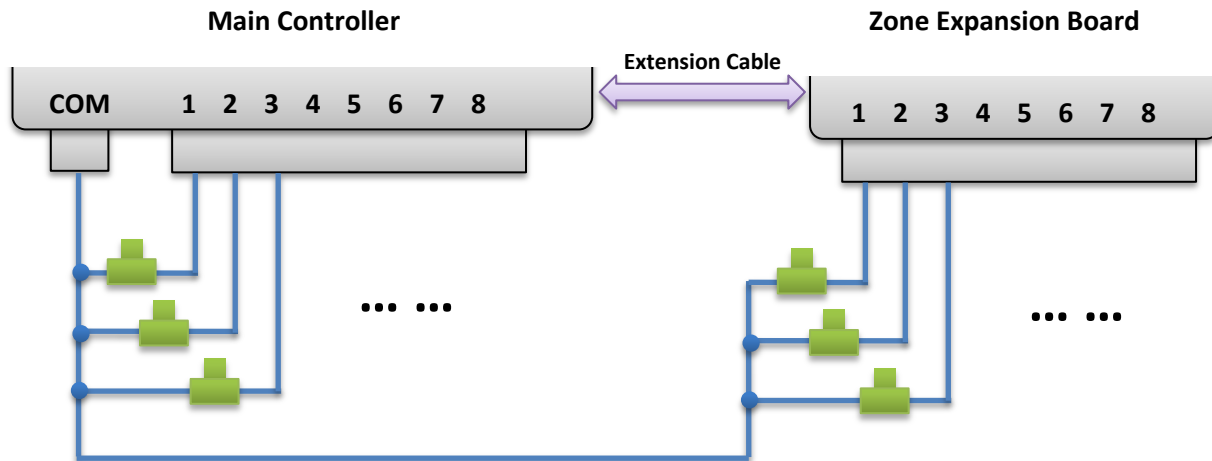 Main Controller
Zone Expansion Board
Extension Cable
COM 1 2 3 4 5 6 7 8
1 2 3 4 5 6 7 8
... ...
... ...